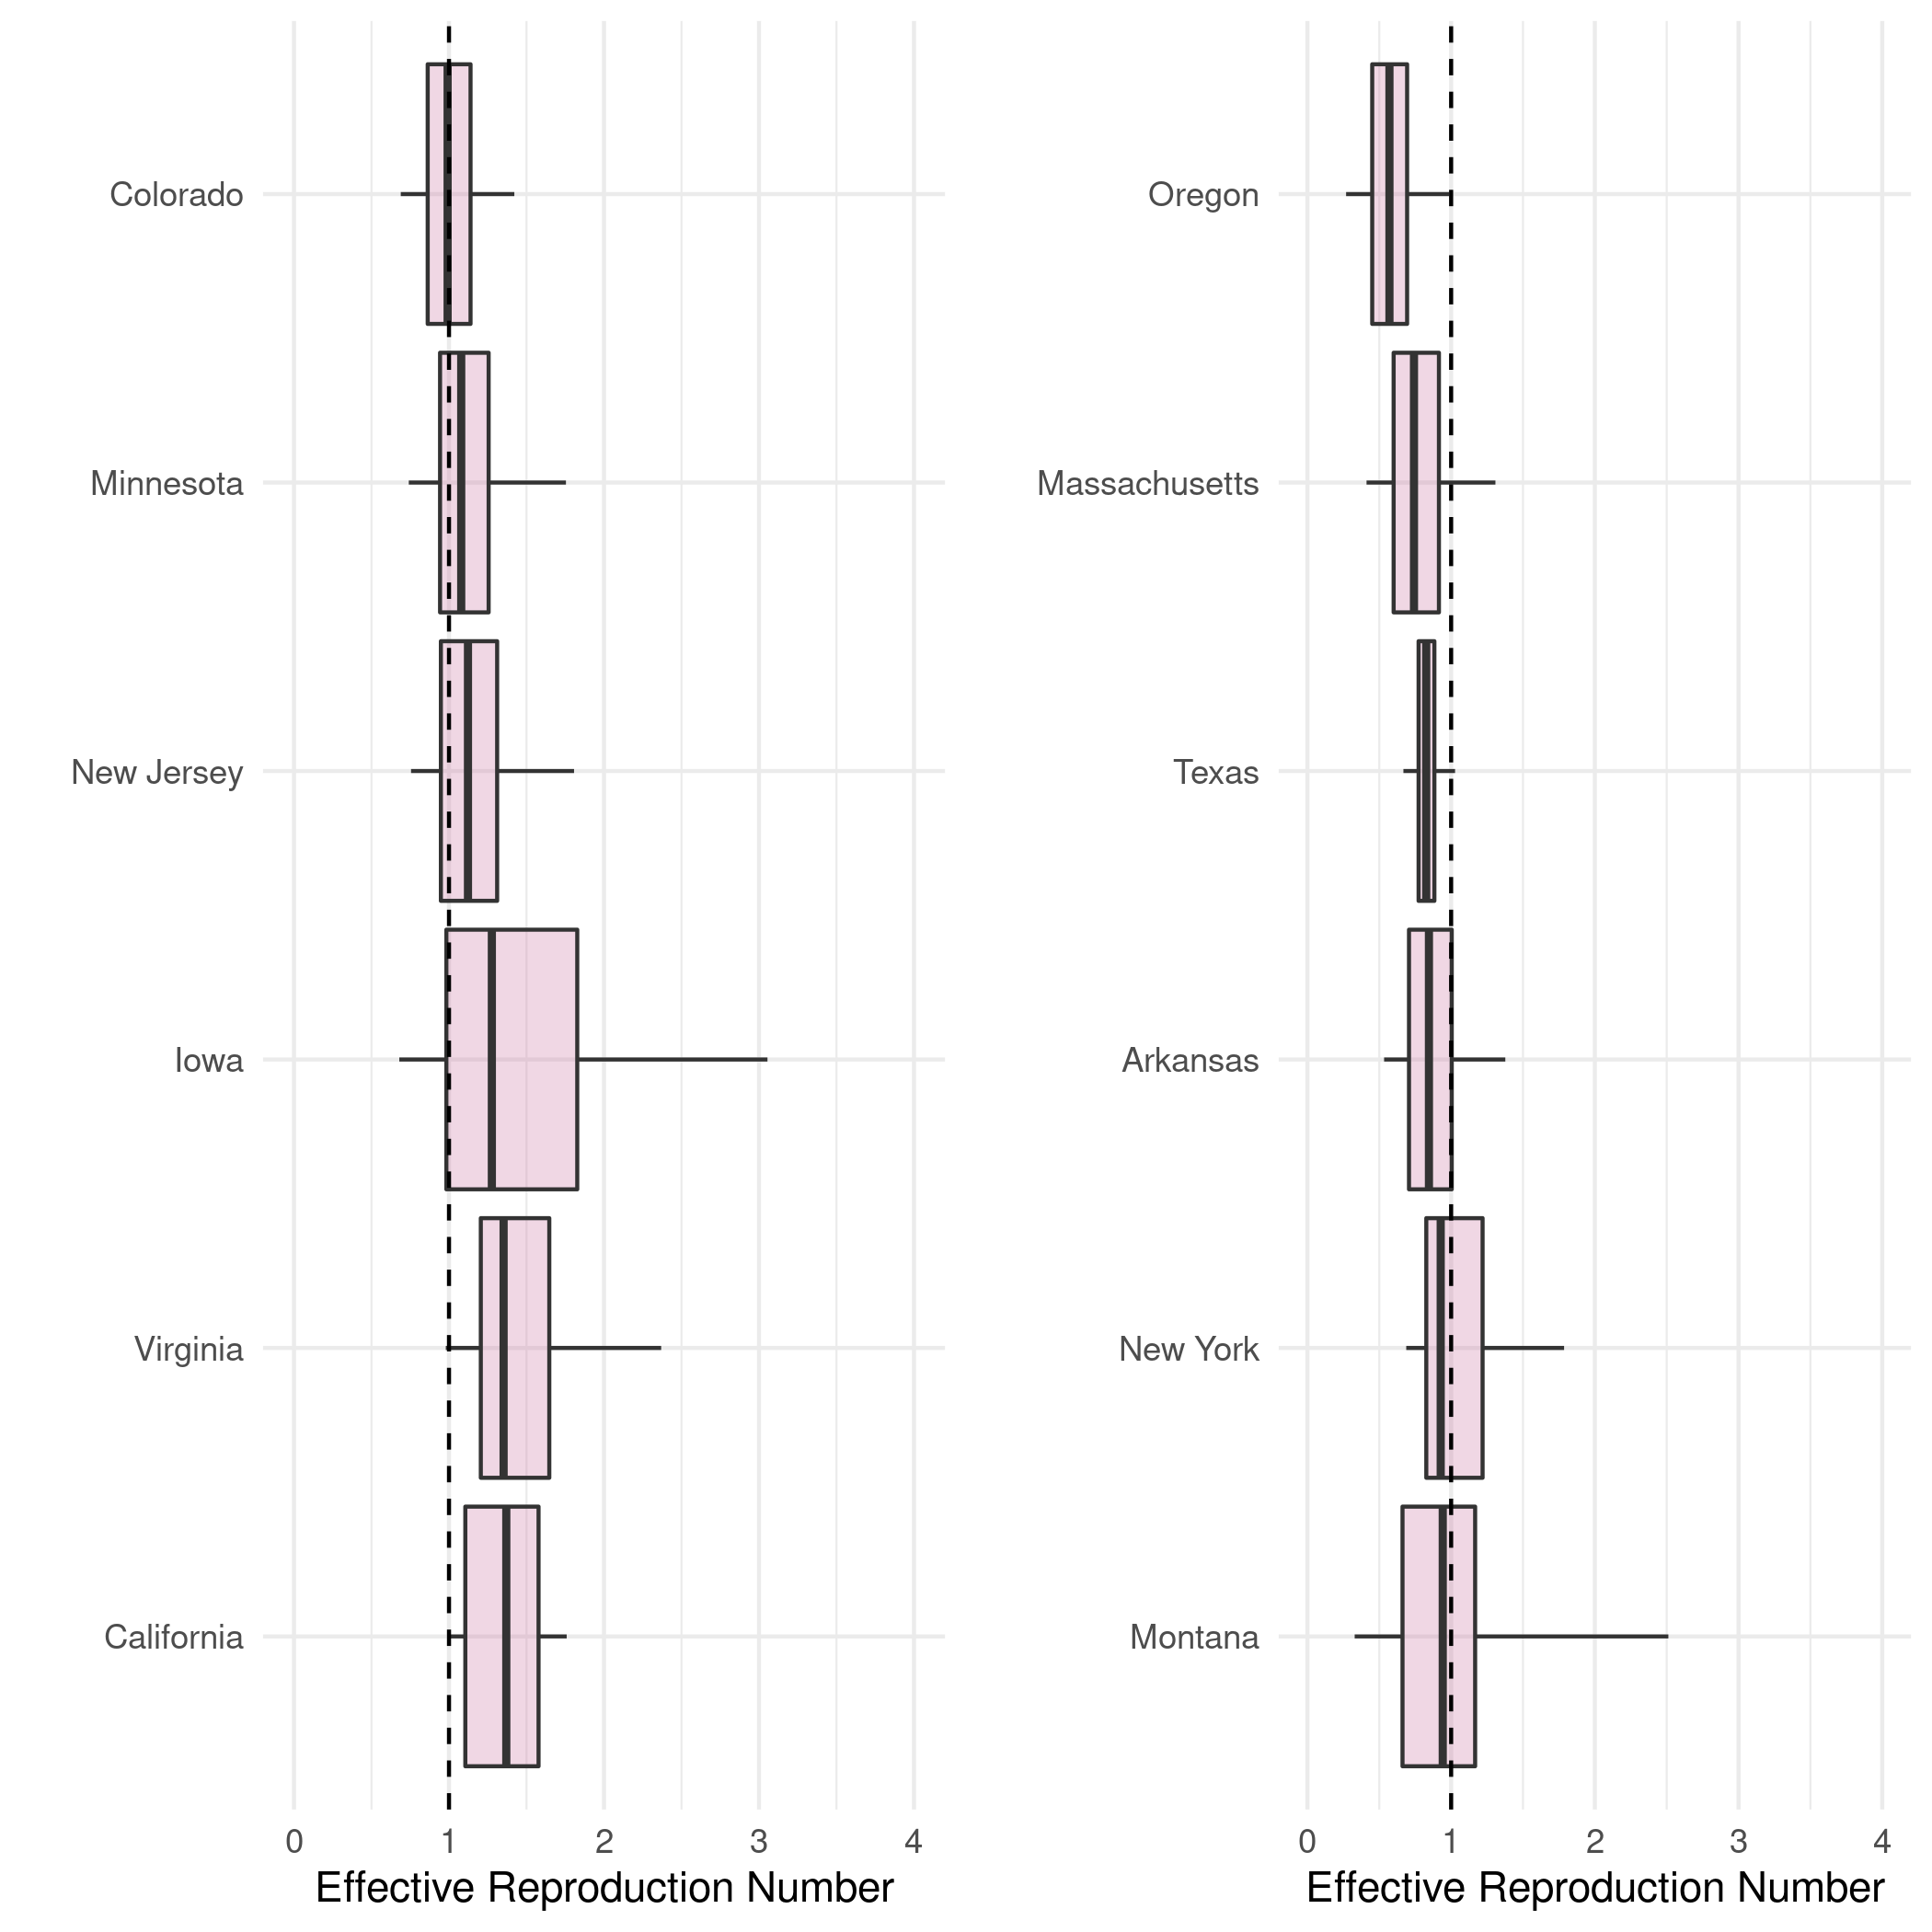 Colorado
Minnesota
New Jersey
Iowa
Virginia
California
0 1 2 3 4
Effective Reproduction Number
Oregon
Massachusetts
Texas
Arkansas
New York
Montana
0 1 2 3 4
Effective Reproduction Number